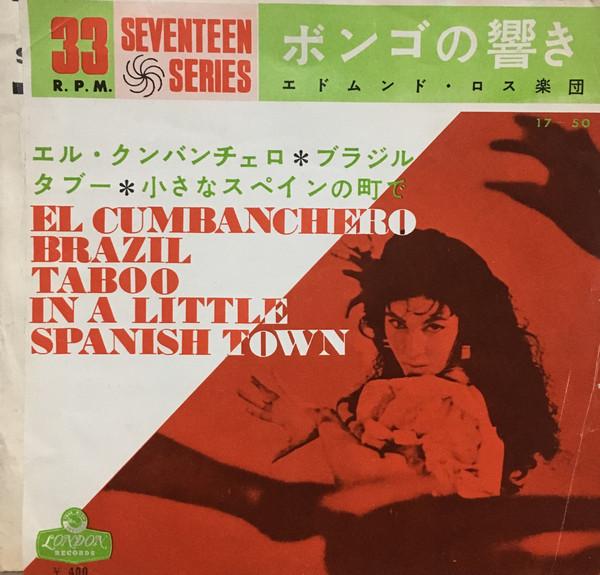 33
R.P.M.
SEVENTEEN
SERIES
ボンゴの響き
エドムンド・ロス楽団
17 50
エル・クンバンチェロ＊ブラジル
タブー＊小さなスペインの町で
EL CUMBANCHERO
BRAZIL
TABOO
IN A LITTLE
SPANISH TOWN
LONDON
RECORDS
¥ 400